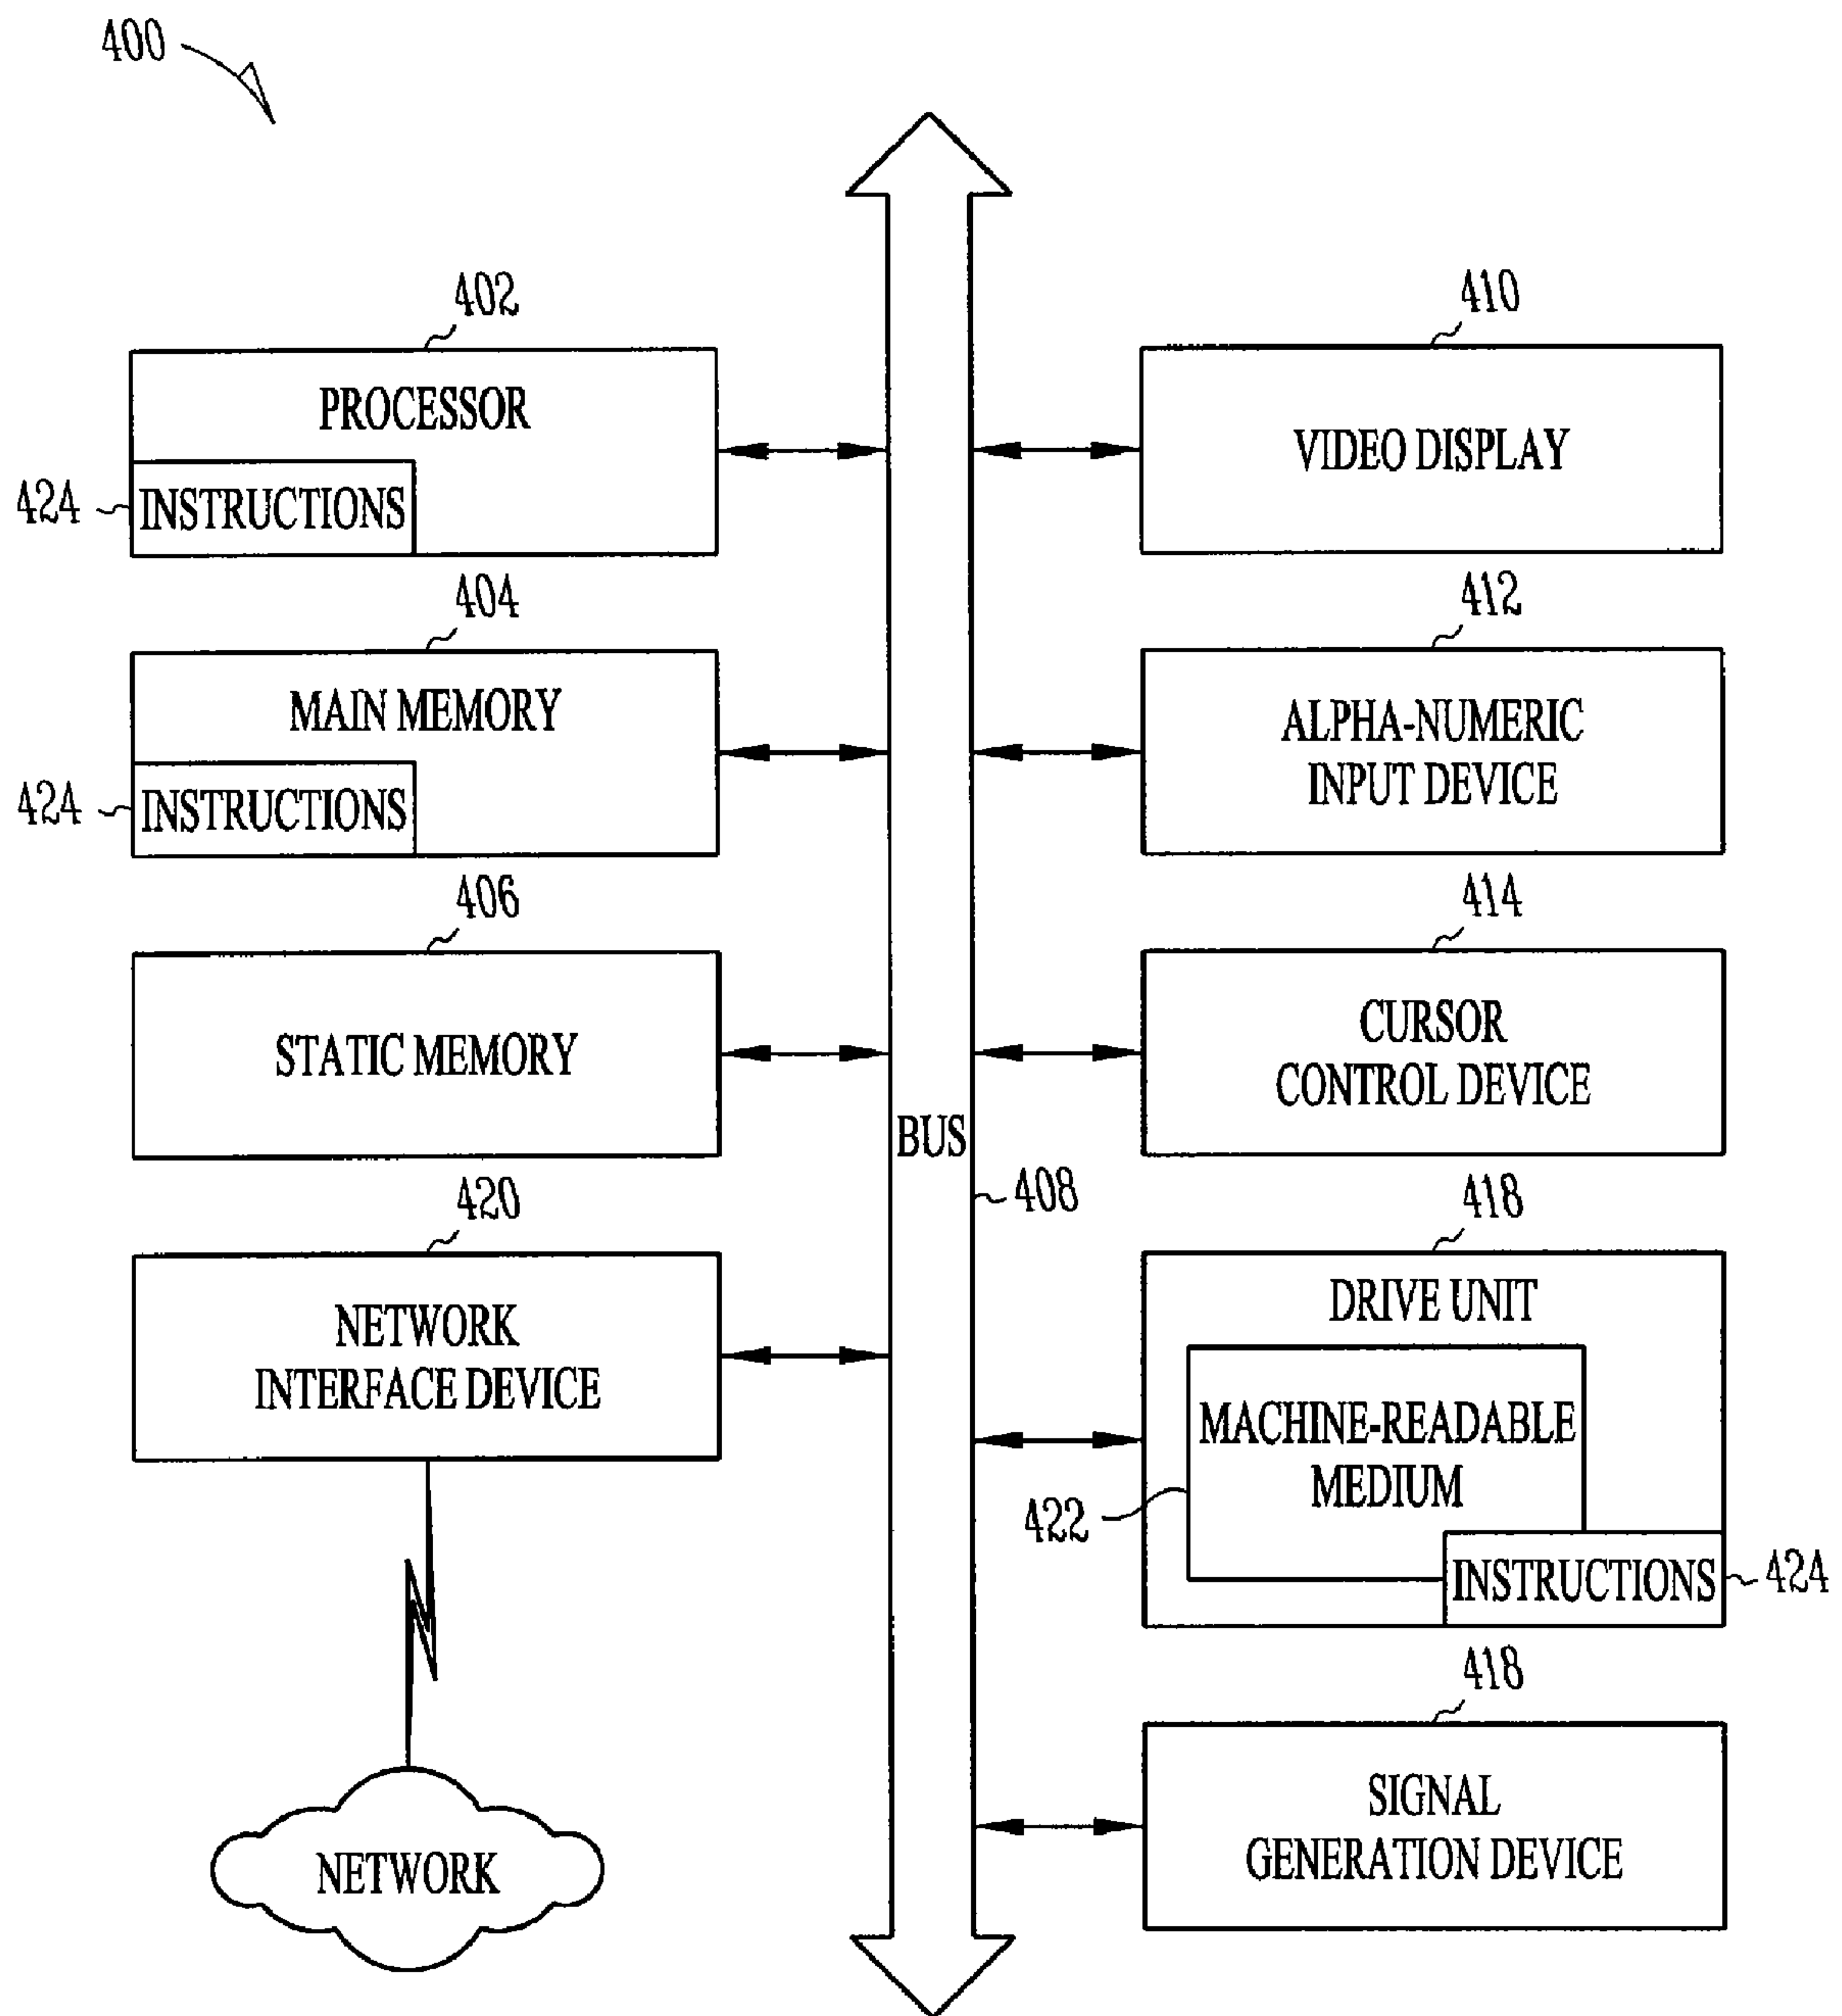 400
402
PROCESSOR
424
INSTRUCTIONS
404
MAIN MEMORY
424
INSTRUCTIONS
406
STATIC MEMORY
420
NETWORK
INTERFACE DEVICE
NETWORK
BUS
408
410
VIDEO DISPLAY
412
ALPHA-NUMERIC
INPUT DEVICE
414
CURSOR
CONTROL DEVICE
418
DRIVE UNIT
MACHINE-READABLE
MEDIUM
422
INSTRUCTIONS
424
418
SIGNAL
GENERATION DEVICE